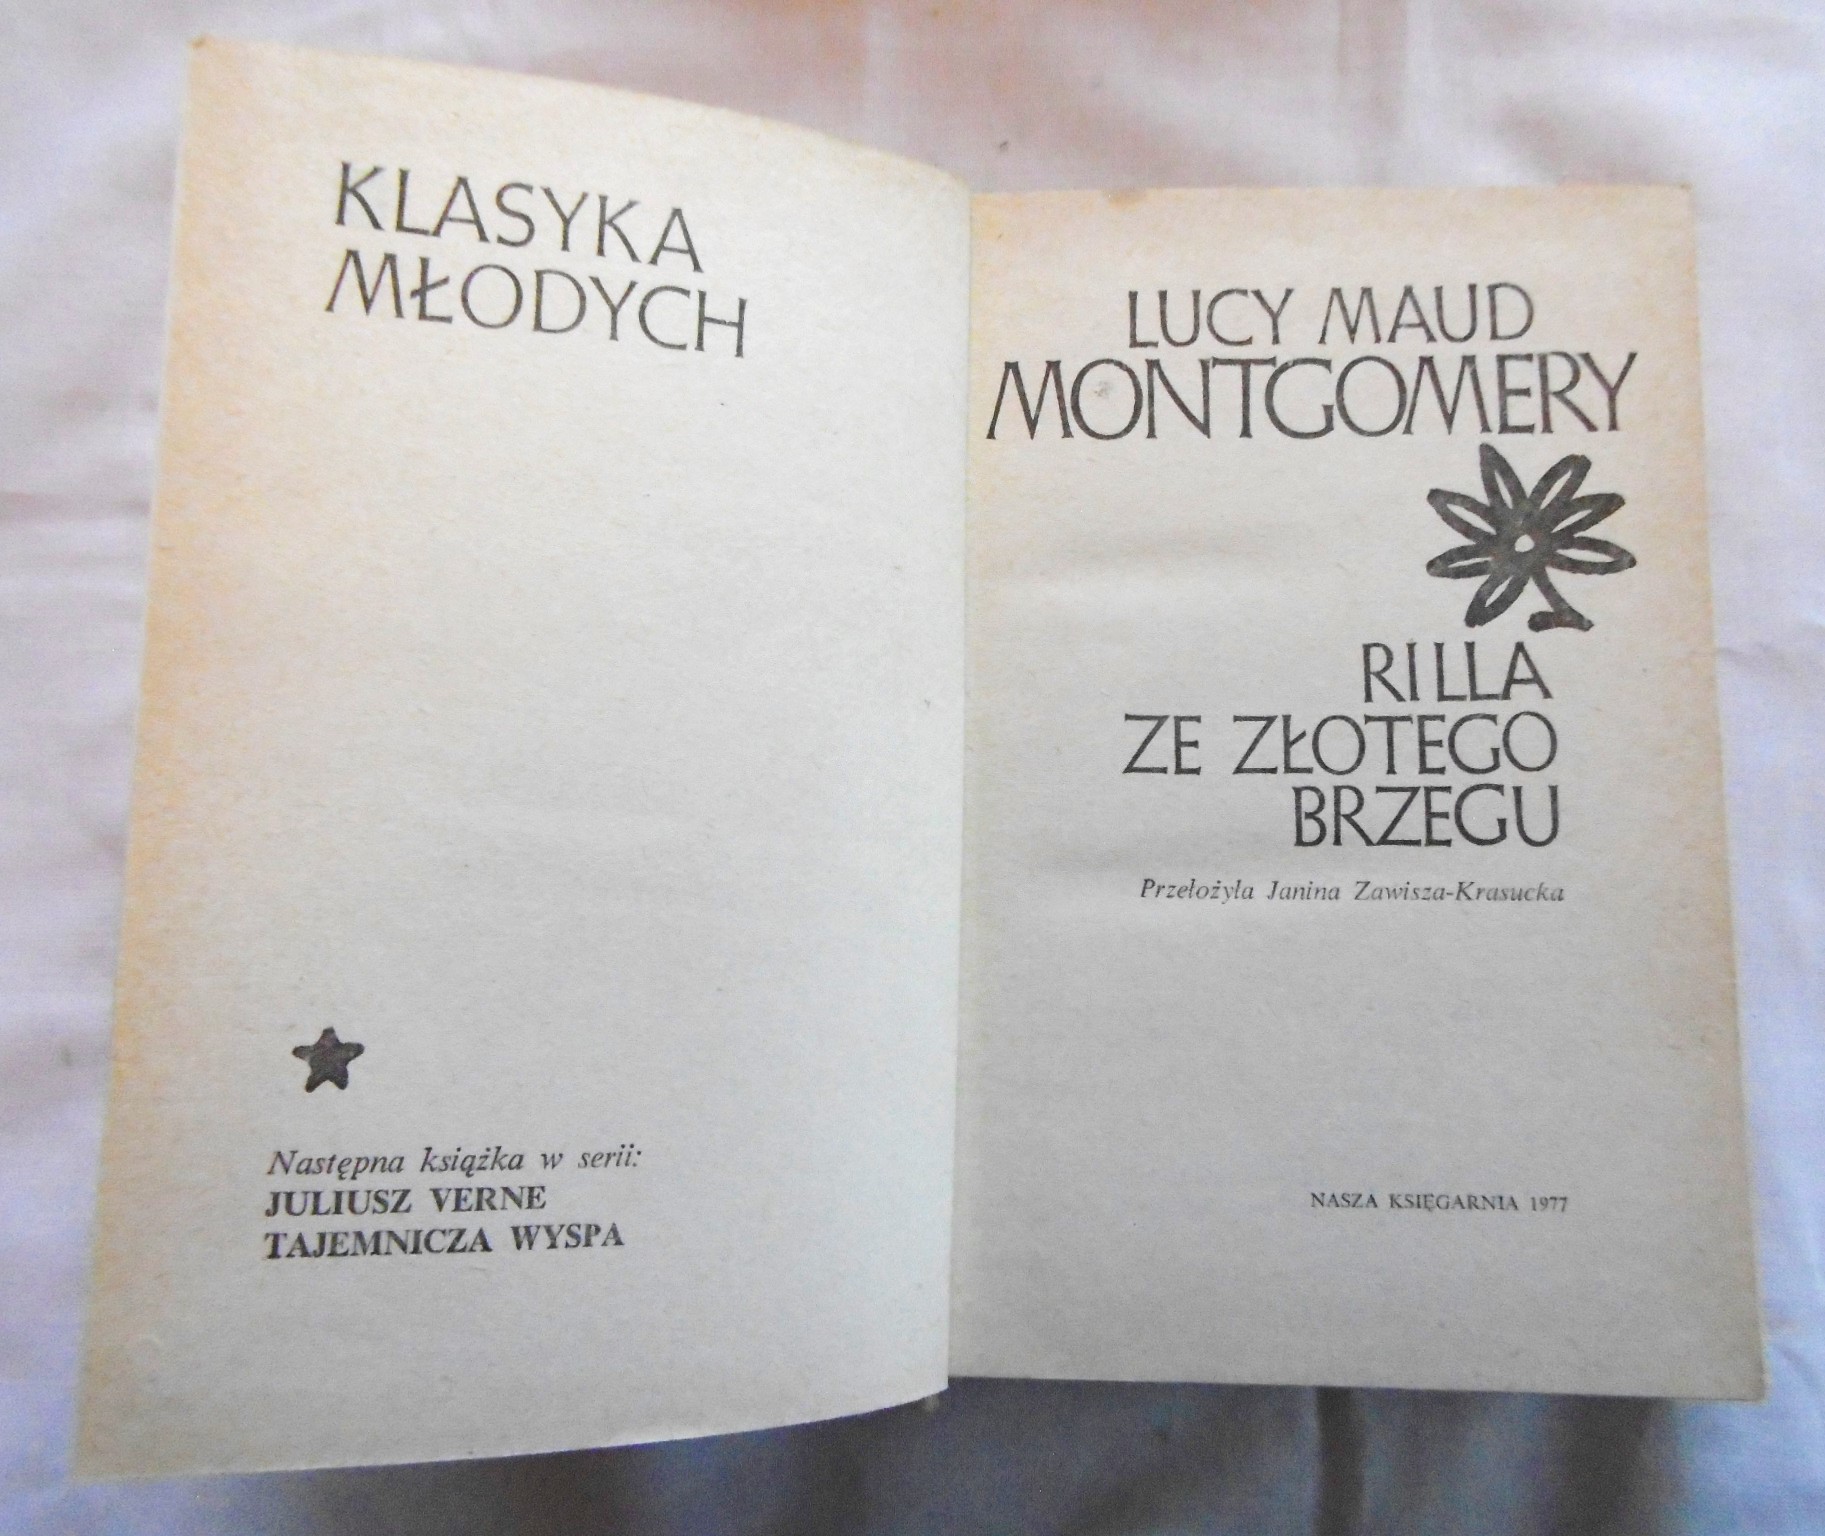 KLASYKA
MŁODYCH
Następna książka w serii:
JULIUSZ VERNE
TAJEMNICZA WYSPA
LUCY MAUD
MONTGOMERY
RILLA
ZE ZŁOTEGO
BRZEGU
Przełożyła Janina Zawisza-Krasucka
NASZA KSIĘGARNIA 1977